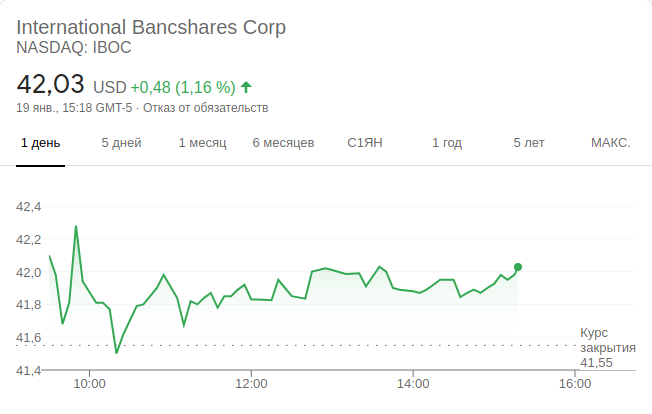 International Bancshares Corp
NASDAQ: IBOC
42,03 USD +0,48 (1,16 %)
19 янв., 15:18 GMT-5 · Отказ от обязательств
1 день 5 дней 1 месяц 6 месяцев С1ЯН 1 год 5 лет МАКС.
42,4
42,2
42,0
41,8
41,6
41,4
Курс
закрытия
41,55
10:00 12:00 14:00 16:00